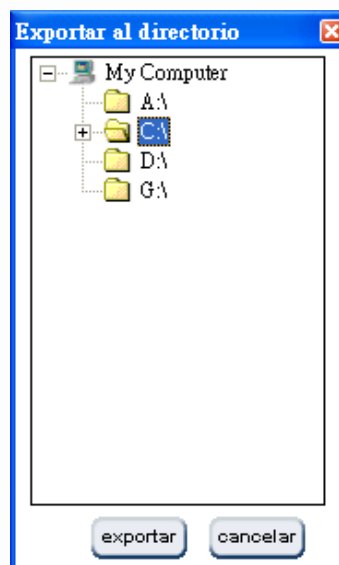 Exportar al directorio
My Computer
A:\
C:\
D:\
G:\
exportar cancelar